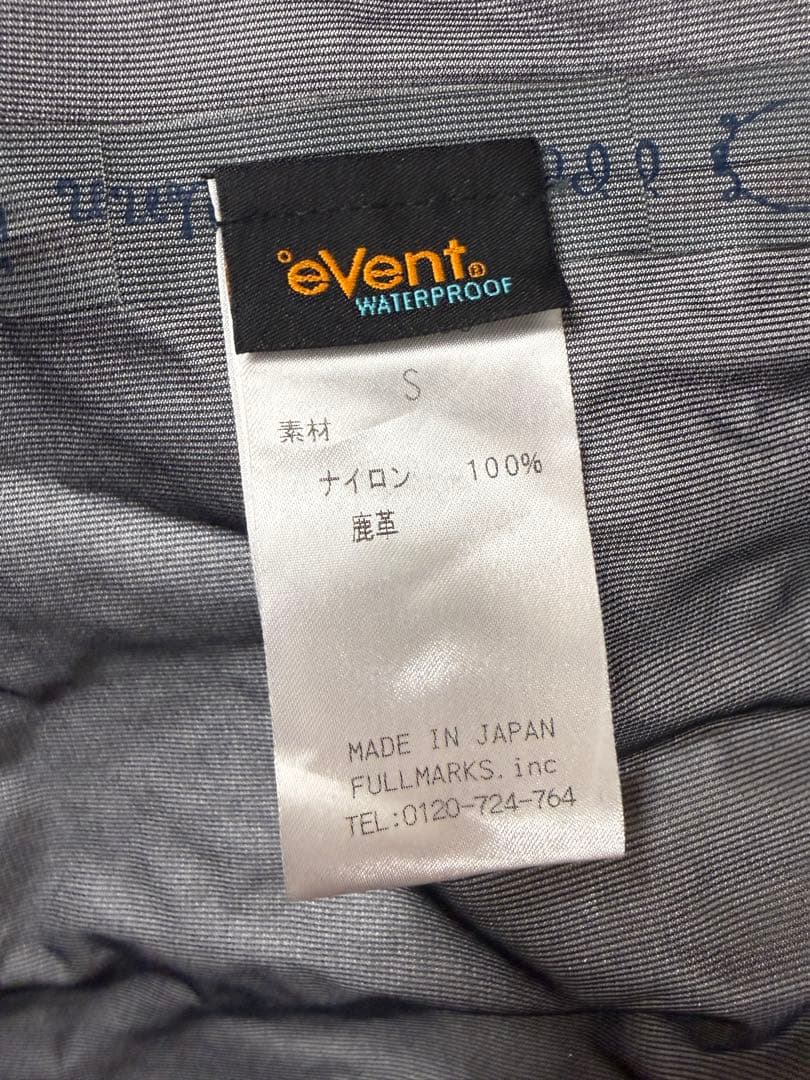 °eVent®
WATERPROOF
S
素材
ナイロン 100%
鹿革
MADE IN JAPAN
FULLMARKS.inc
TEL:0120-724-764